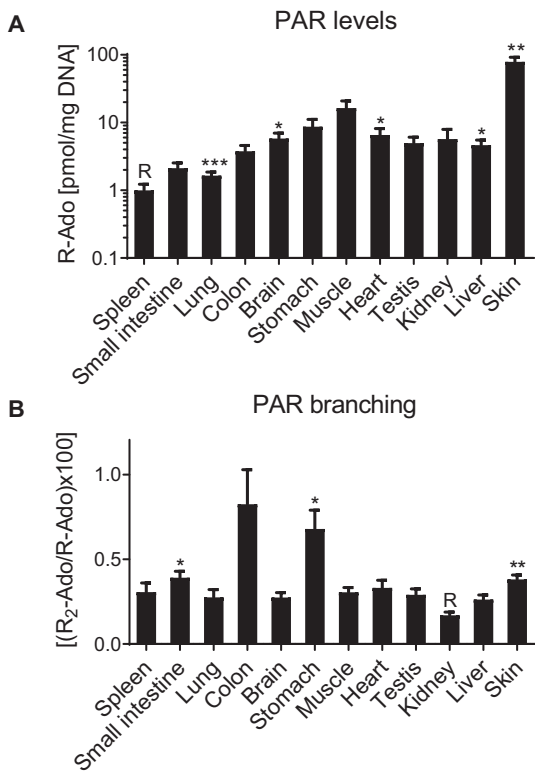 A
PAR levels
R-Ado [pmol/mg DNA]
100
10
1
0.1
R
***
*
*
*
**
Spleen
Small intestine
Lung
Colon
Brain
Stomach
Muscle
Heart
Testis
Kidney
Liver
Skin
B
PAR branching
[(R₂-Ado/R-Ado)x100]
1.0
0.5
0.0
*
*
R
**
Spleen
Small intestine
Lung
Colon
Brain
Stomach
Muscle
Heart
Testis
Kidney
Liver
Skin